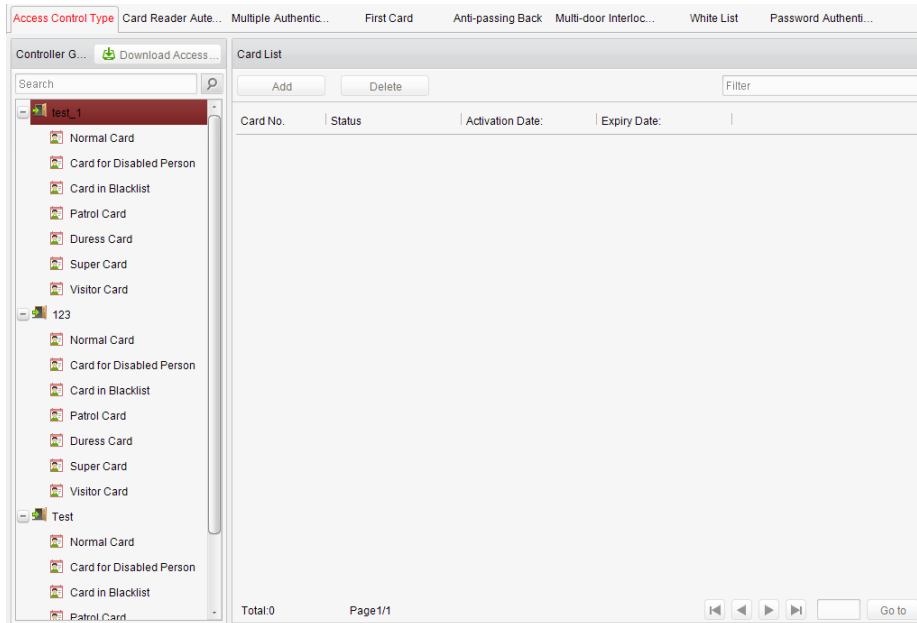 Access Control Type Card Reader Aute... Multiple Authentic... First Card Anti-passing Back Multi-door Interloc... White List Password Authenti...
Controller G... Download Access...
Search
test_1
Normal Card
Card for Disabled Person
Card in Blacklist
Patrol Card
Duress Card
Super Card
Visitor Card
123
Normal Card
Card for Disabled Person
Card in Blacklist
Patrol Card
Duress Card
Super Card
Visitor Card
Test
Normal Card
Card for Disabled Person
Card in Blacklist
Patrol Card
Card List
Add Delete Filter
Card No. Status Activation Date: Expiry Date:
Total:0 Page1/1 Go to